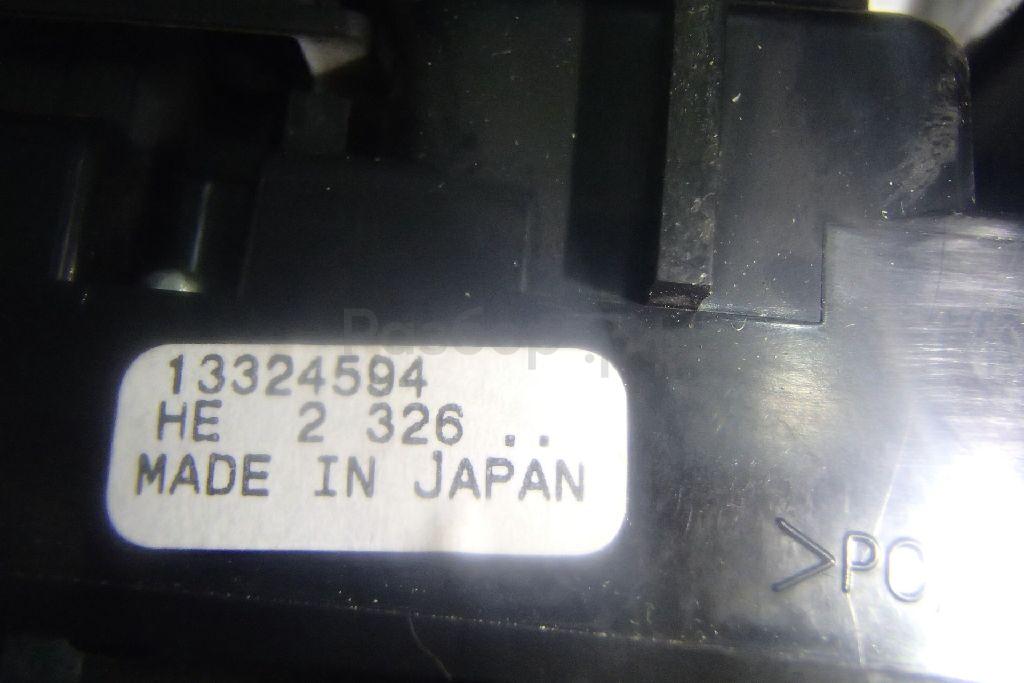 13324594
HE 2 326 ..
MADE IN JAPAN
>PC